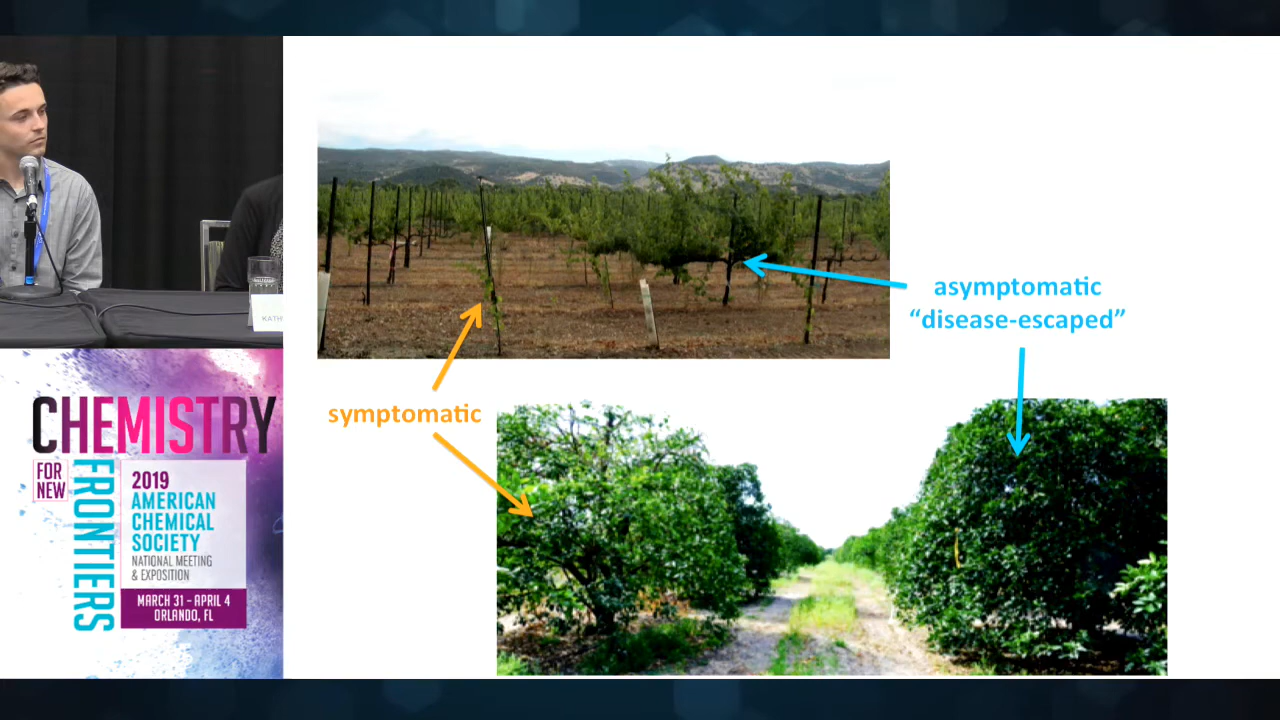 asymptomatic
“disease-escaped”
symptomatic
CHEMISTRY
FOR
NEW
FRONTIERS
2019
AMERICAN
CHEMICAL
SOCIETY
NATIONAL MEETING
& EXPOSITION
MARCH 31 – APRIL 4
ORLANDO, FL